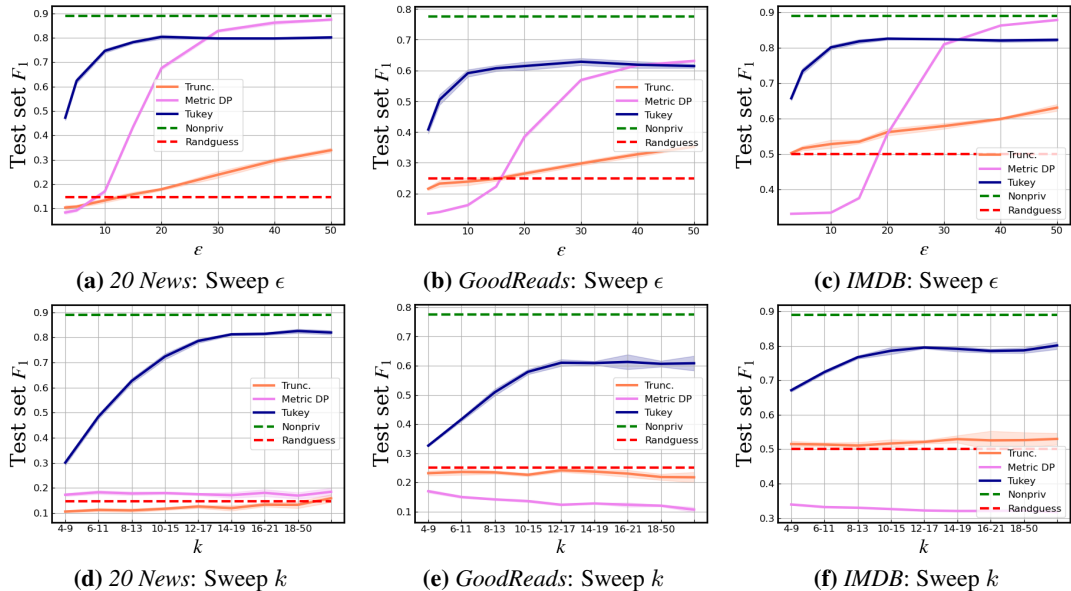 Test set F1
0.9
0.8
0.7
0.6
0.5
0.4
0.3
0.2
0.1
Trunc.
Metric DP
Tukey
Nonpriv
Randguess
10 20 30 40 50
ε
(a) 20 News: Sweep ϵ
Test set F1
0.8
0.7
0.6
0.5
0.4
0.3
0.2
Trunc.
Metric DP
Tukey
Nonpriv
Randguess
10 20 30 40 50
ε
(b) GoodReads: Sweep ϵ
Test set F1
0.9
0.8
0.7
0.6
0.5
0.4
Trunc.
Metric DP
Tukey
Nonpriv
Randguess
10 20 30 40 50
ε
(c) IMDB: Sweep ϵ
Test set F1
0.9
0.8
0.7
0.6
0.5
0.4
0.3
0.2
0.1
Trunc.
Metric DP
Tukey
Nonpriv
Randguess
4-9 6-11 8-13 10-15 12-17 14-19 16-21 18-50
k
(d) 20 News: Sweep k
Test set F1
0.8
0.7
0.6
0.5
0.4
0.3
0.2
0.1
Trunc.
Metric DP
Tukey
Nonpriv
Randguess
4-9 6-11 8-13 10-15 12-17 14-19 16-21 18-50
k
(e) GoodReads: Sweep k
Test set F1
0.9
0.8
0.7
0.6
0.5
0.4
0.3
Trunc.
Metric DP
Tukey
Nonpriv
Randguess
4-9 6-11 8-13 10-15 12-17 14-19 16-21 18-50
k
(f) IMDB: Sweep k